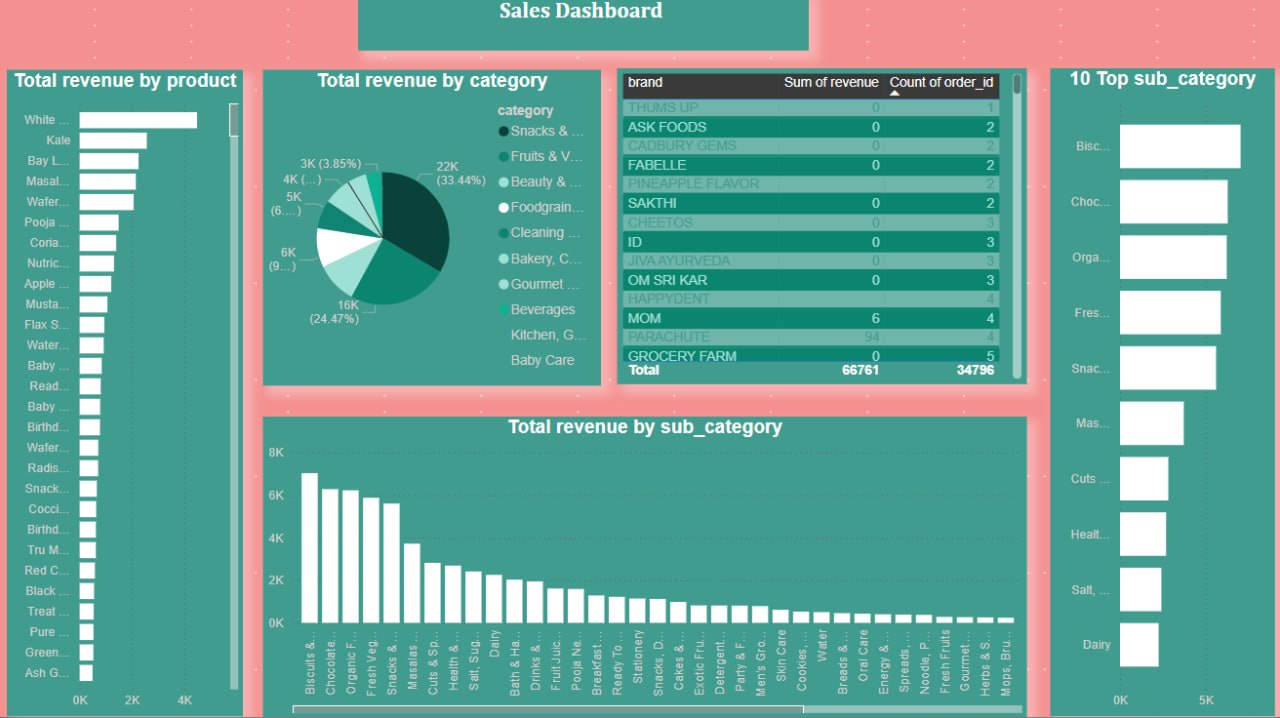 Sales Dashboard
Total revenue by product
White ...
Kale
Bay L...
Masal...
Wafer...
Pooja ...
Coria...
Nutric...
Apple ...
Musta...
Flax S...
Water...
Baby ...
Read...
Baby ...
Birthd...
Wafer...
Radis...
Snack...
Cocci...
Birthd...
Tru M...
Red C...
Black ...
Treat ...
Pure ...
Green...
Ash G...
0K 2K 4K
Total revenue by category
category
Snacks & ...
Fruits & V...
Beauty & ...
Foodgrain...
Cleaning ...
Bakery, C...
Gourmet ...
Beverages
Kitchen, G...
Baby Care
3K (3.85%)
4K (...)
5K
(6....)
6K
(9...)
16K
(24.47%)
22K
(33.44%)
brand Sum of revenue Count of order_id
THUMS UP 0 1
ASK FOODS 0 2
CADBURY GEMS 0 2
FABELLE 0 2
PINEAPPLE FLAVOR 2
SAKTHI 0 2
CHEETOS 0 3
ID 0 3
JIVA AYURVEDA 0 3
OM SRI KAR 0 3
HAPPYDENT 0 4
MOM 6 4
PARACHUTE 94 4
GROCERY FARM 0 5
Total 66761 34796
Total revenue by sub_category
8K
6K
4K
2K
0K
Biscuits & ...
Chocolate...
Organic F...
Fresh Veg...
Snacks & ...
Masalas ...
Cuts & Sp...
Health & ...
Salt, Sug...
Dairy
Bath & Ha...
Drinks & ...
Fruit Juic...
Pooja Ne...
Breakfast ...
Ready To...
Stationery
Snacks, D...
Cakes & ...
Exotic Fru...
Detergent...
Party & F...
Men's Gro...
Skin Care
Cookies, ...
Water
Breads & ...
Oral Care
Energy & ...
Spreads, ...
Noodle, P...
Fresh Fruits
Gourmet ...
Herbs & S...
Mops, Bru...
10 Top sub_category
Bisc...
Choc...
Orga...
Fres...
Snac...
Mas...
Cuts ...
Healt...
Salt, ...
Dairy
0K 5K